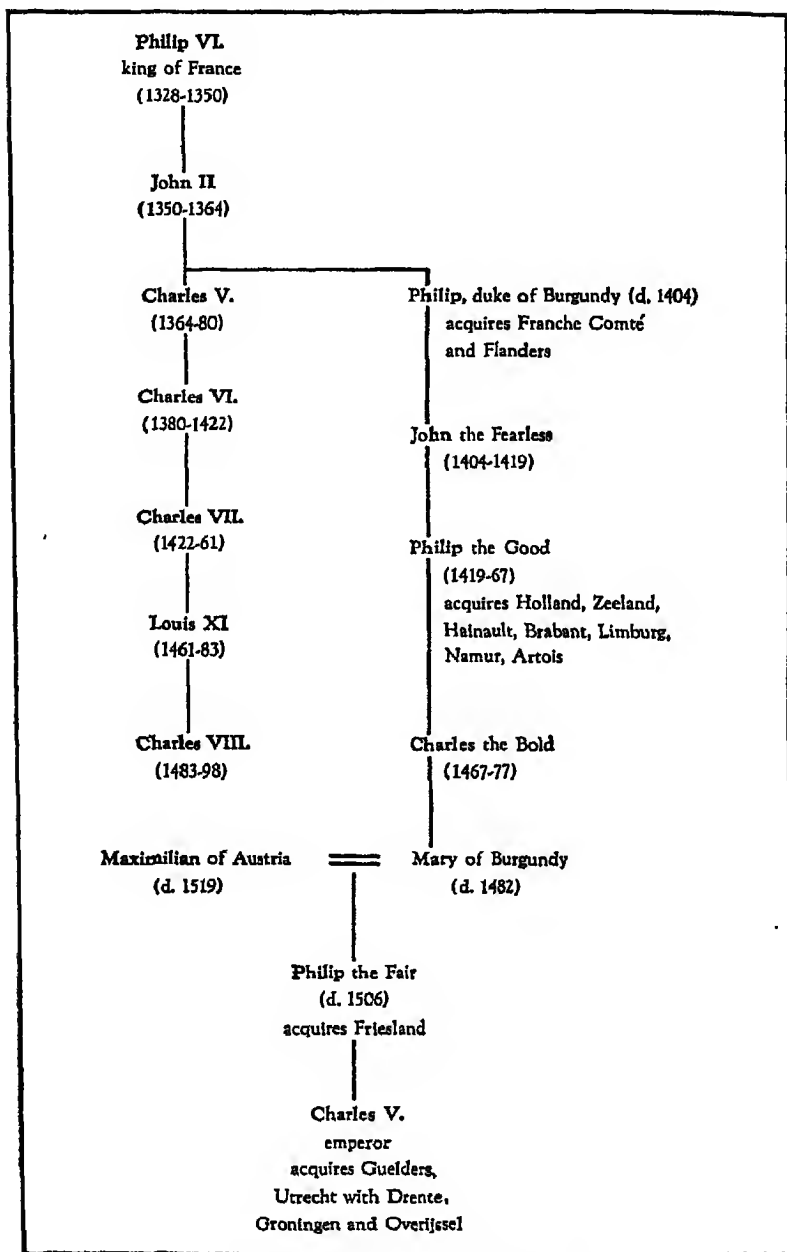 Philip VI.
king of France
(1328-1350)
John II
(1350-1364)
Charles V.
(1364-80)
Philip, duke of Burgundy (d. 1404)
acquires Franche Comté
and Flanders
Charles VI.
(1380-1422)
John the Fearless
(1404-1419)
Charles VII.
(1422-61)
Philip the Good
(1419-67)
acquires Holland, Zeeland,
Hainault, Brabant, Limburg,
Namur, Artois
Louis XI
(1461-83)
Charles VIII.
(1483-98)
Charles the Bold
(1467-77)
Maximilian of Austria
(d. 1519)
Mary of Burgundy
(d. 1482)
Philip the Fair
(d. 1506)
acquires Friesland
Charles V.
emperor
acquires Guelders,
Utrecht with Drente,
Groningen and Overijssel